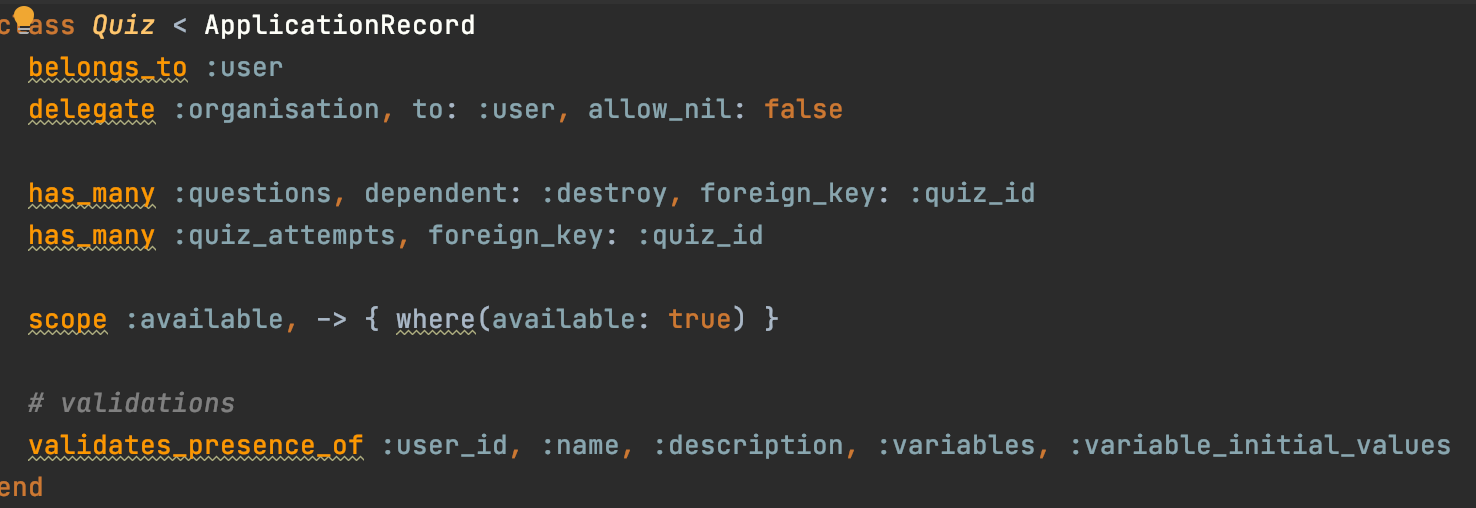 class Quiz < ApplicationRecord
belongs_to :user
delegate :organisation, to: :user, allow_nil: false
has_many :questions, dependent: :destroy, foreign_key: :quiz_id
has_many :quiz_attempts, foreign_key: :quiz_id
scope :available, -> { where(available: true) }
# validations
validates_presence_of :user_id, :name, :description, :variables, :variable_initial_values
end